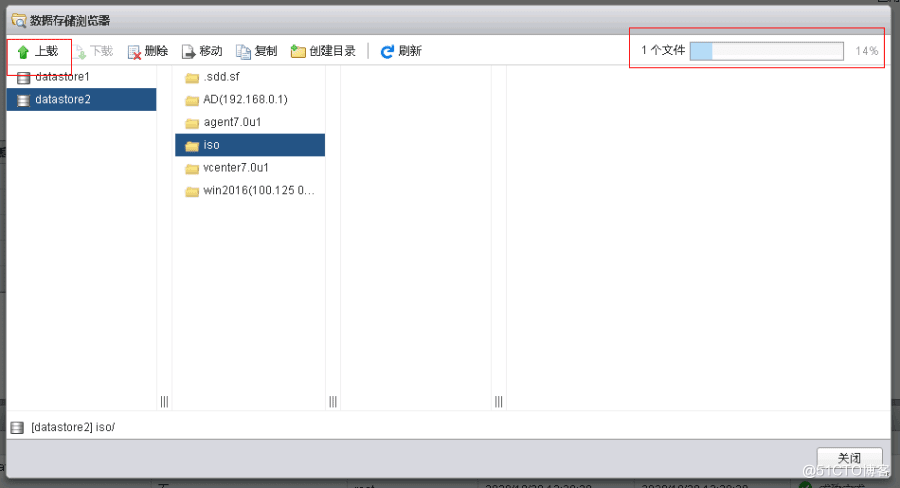 数据存储浏览器
上载 下载 删除 移动 复制 创建目录 刷新 1 个文件 14%
datastore1
datastore2
.sdd.sf
AD(192.168.0.1)
agent7.0u1
iso
vcenter7.0u1
win2016(100.125 0...
[datastore2] iso/
关闭
@51CTO博客
root